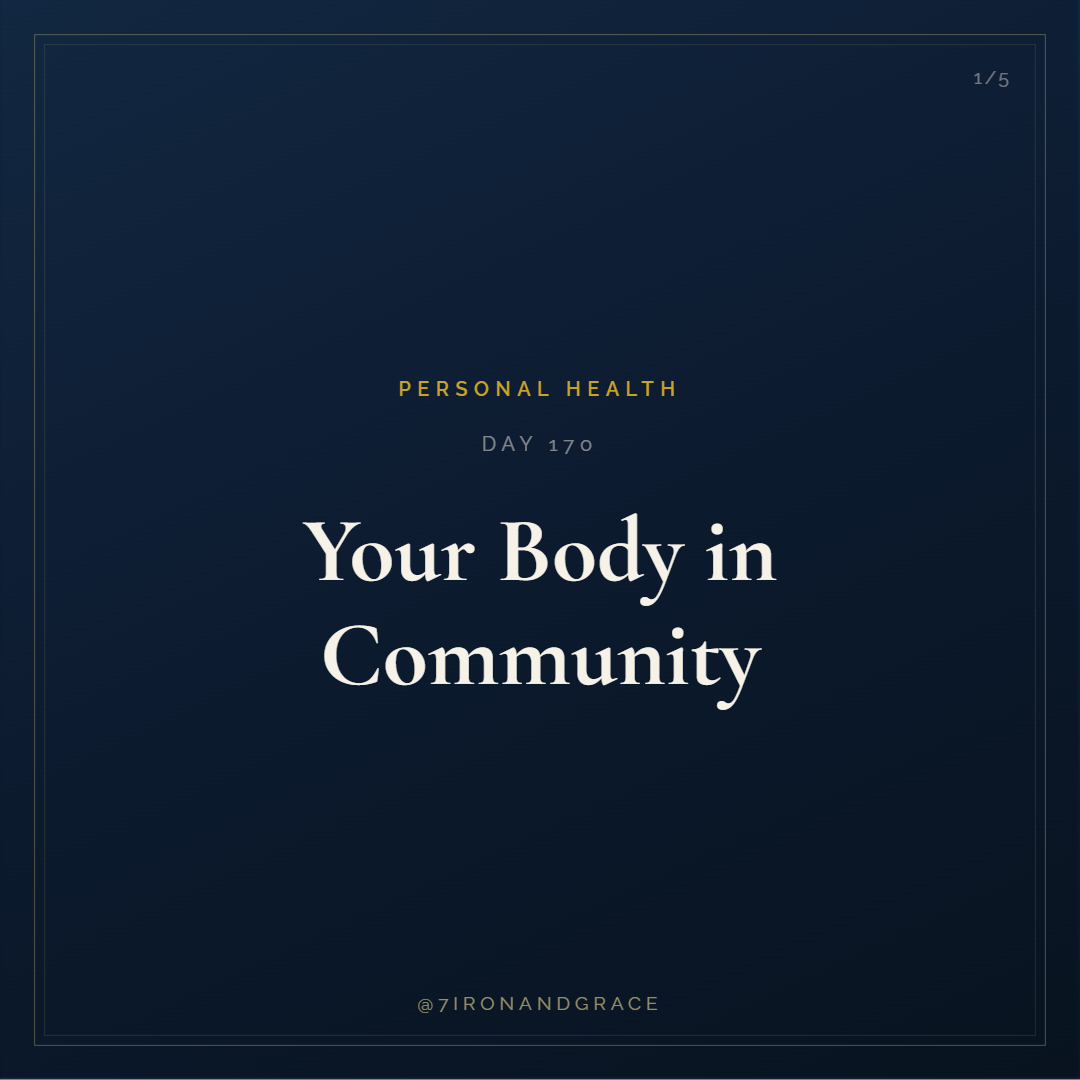 1/5
PERSONAL HEALTH
DAY 170
Your Body in
Community
@7IRONANDGRACE